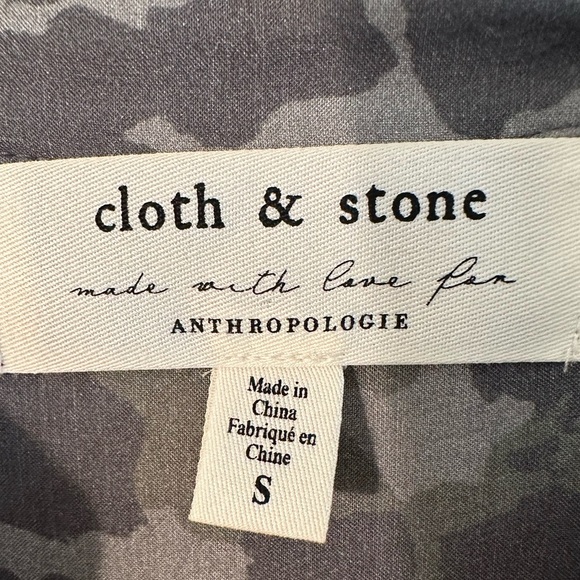 cloth & stone
made with love for
ANTHROPOLOGIE
Made in
China
Fabriqué en
Chine
S